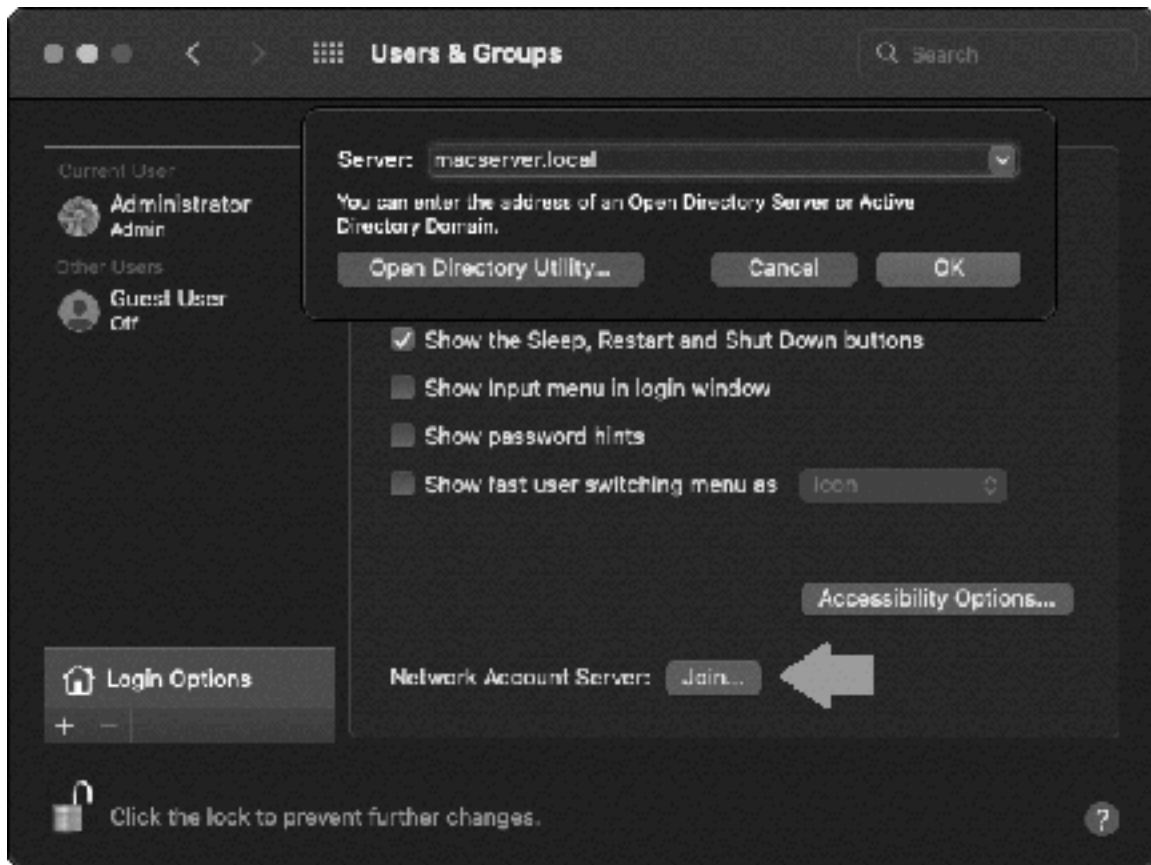 Users & Groups
Search
Current User
Administrator
Admin
Other Users
Guest User
Off
Login Options
+ −
Server: macserver.local
You can enter the address of an Open Directory Server or Active
Directory Domain.
Open Directory Utility... Cancel OK
Show the Sleep, Restart and Shut Down buttons
Show Input menu in login window
Show password hints
Show fast user switching menu as Icon
Accessibility Options...
Network Account Server: Join...
Click the lock to prevent further changes.
?